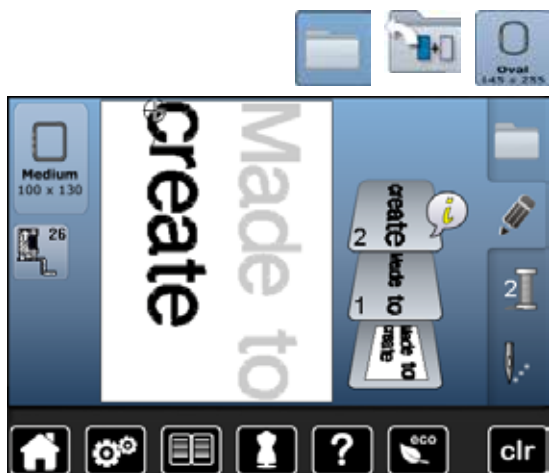 Oval
145 x 255
Medium
100 x 130
26
create
Made to
2
create
i
1
Made to
Made to
create
2
?
eco
clr